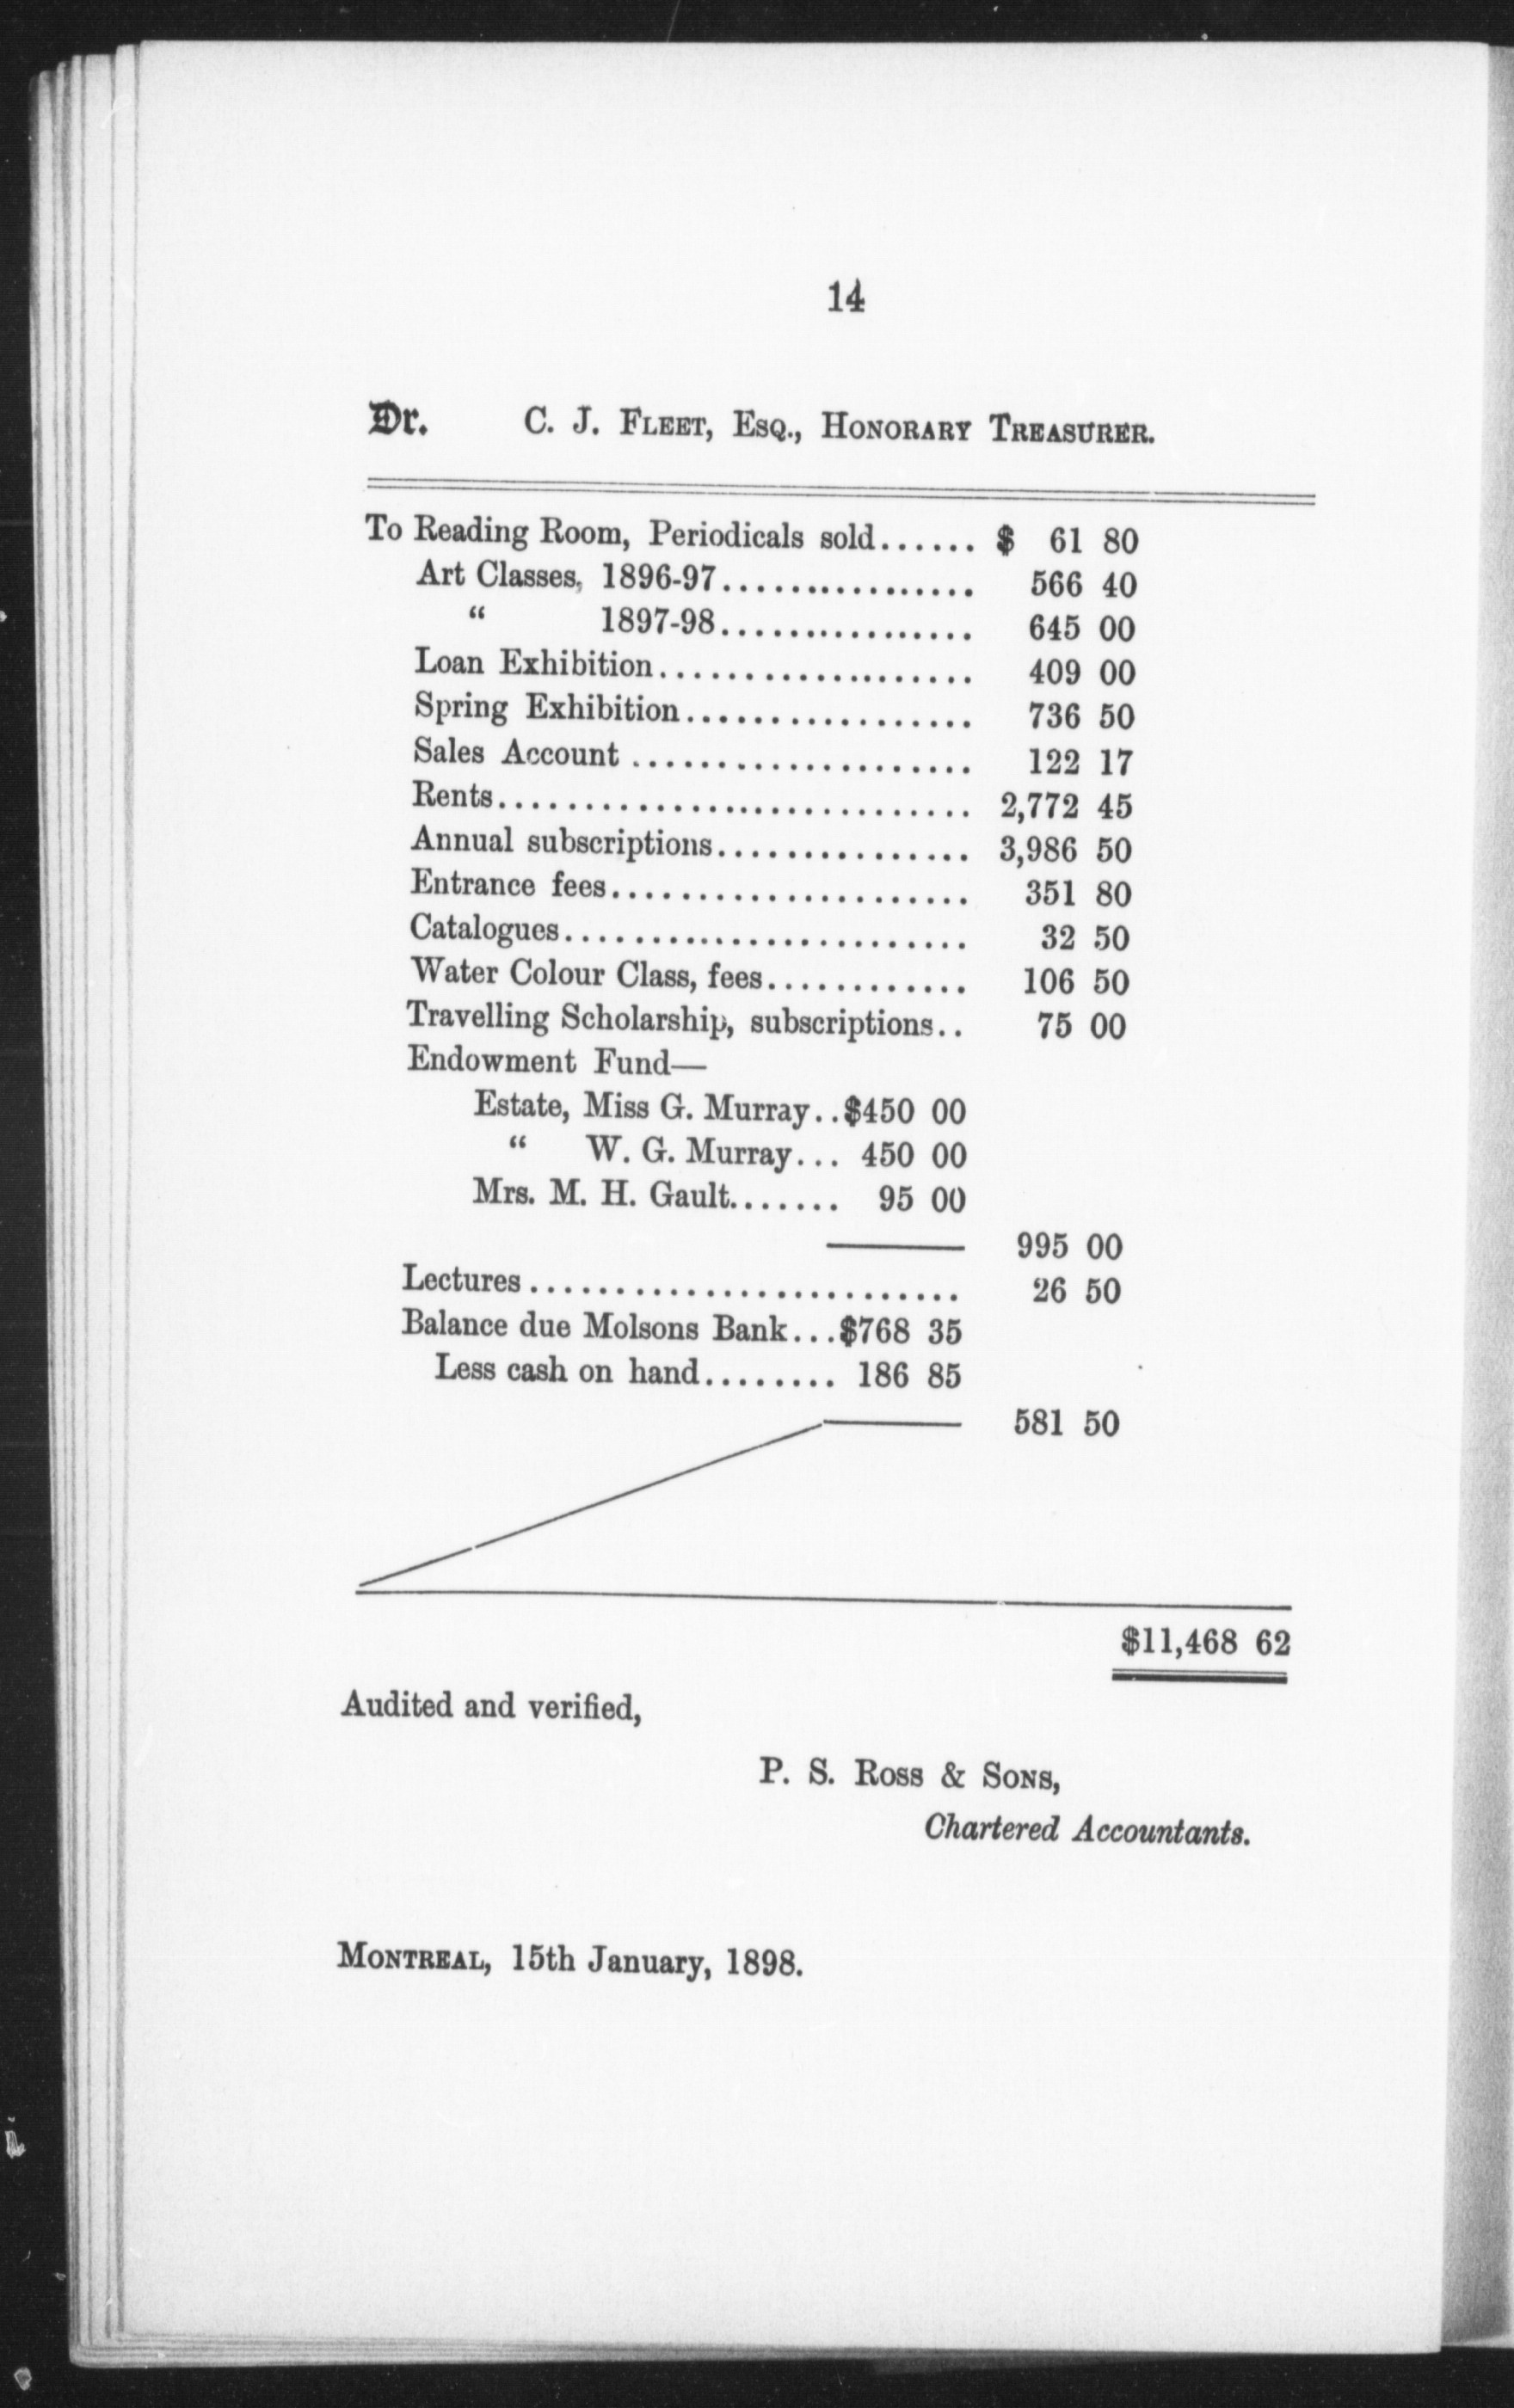 14
Dr. C. J. Fleet, Esq., Honorary Treasurer.
To Reading Room, Periodicals sold...... $ 61 80
Art Classes, 1896-97................ 566 40
“ 1897-98................ 645 00
Loan Exhibition.................... 409 00
Spring Exhibition.................. 736 50
Sales Account ..................... 122 17
Rents.............................. 2,772 45
Annual subscriptions............... 3,986 50
Entrance fees...................... 351 80
Catalogues......................... 32 50
Water Colour Class, fees............ 106 50
Travelling Scholarship, subscriptions.. 75 00
Endowment Fund—
Estate, Miss G. Murray..$450 00
“ W. G. Murray... 450 00
Mrs. M. H. Gault....... 95 00
995 00
Lectures........................... 26 50
Balance due Molsons Bank...$768 35
Less cash on hand........ 186 85
581 50
$11,468 62
Audited and verified,
P. S. Ross & Sons,
Chartered Accountants.
Montreal, 15th January, 1898.